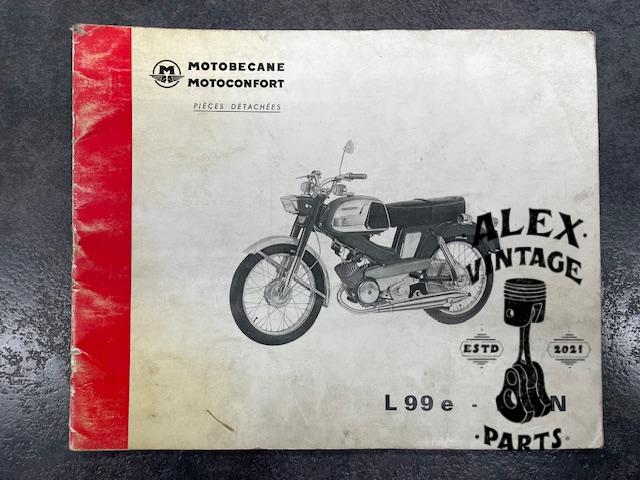 MOTOBECANE
MOTOCONFORT
PIÈCES DÉTACHÉES
ALEX
VINTAGE
ESTD 2021
L99e - N
PARTS